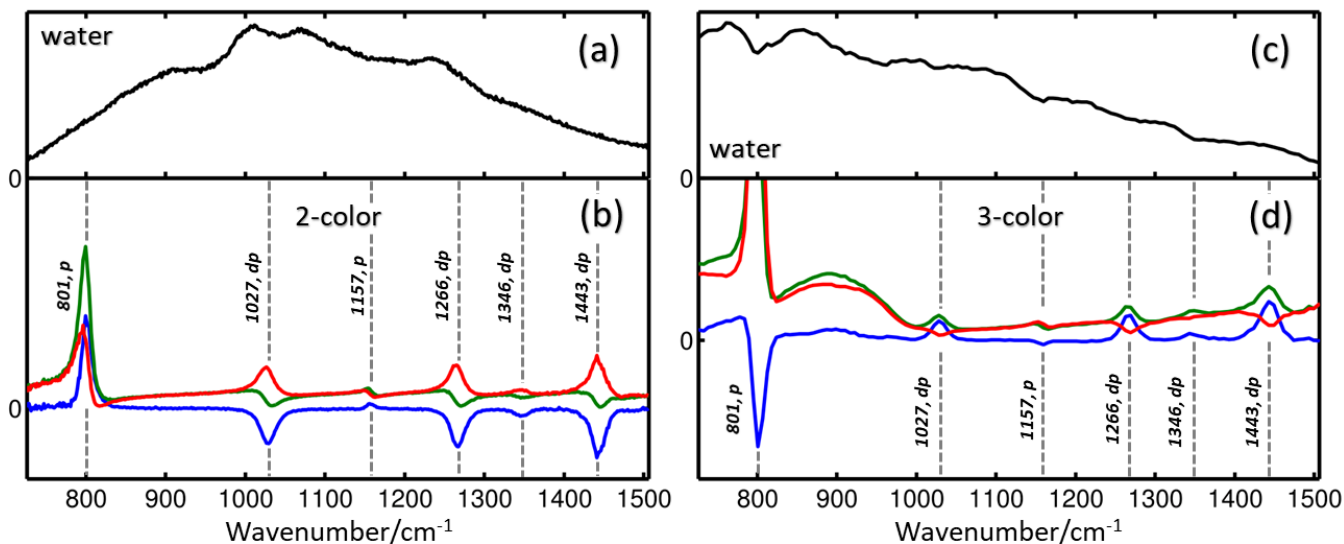 water
(a)
0
2-color
(b)
801, p
1027, dp
1157, p
1266, dp
1346, dp
1443, dp
0
800 900 1000 1100 1200 1300 1400 1500
Wavenumber/cm-1
(c)
water
0
3-color
(d)
0
801, p
1027, dp
1157, p
1266, dp
1346, dp
1443, dp
800 900 1000 1100 1200 1300 1400 1500
Wavenumber/cm-1